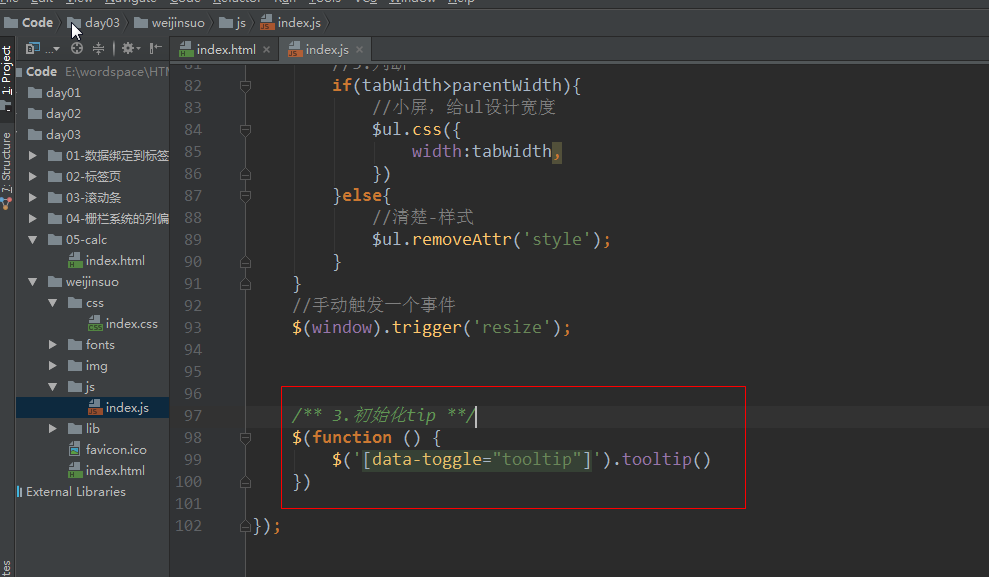 File Edit View Navigate Code Refactor Run Tools VCS Window Help
Code day03 weijinsuo js index.js
index.html index.js
1: Project
7: Structure
Code E:\wordspace\HTM
day01
day02
day03
01-数据绑定到标签
02-标签页
03-滚动条
04-栅栏系统的列偏
05-calc
index.html
weijinsuo
css
index.css
fonts
img
js
index.js
lib
favicon.ico
index.html
External Libraries
81 //3.判断
82 if(tabWidth>parentWidth){
83 //小屏，给ul设计宽度
84 $ul.css({
85 width:tabWidth,
86 })
87 }else{
88 //清楚-样式
89 $ul.removeAttr('style');
90 }
91 }
92 //手动触发一个事件
93 $(window).trigger('resize');
94
95
96
97 /** 3.初始化tip **/
98 $(function () {
99 $('[data-toggle="tooltip"]').tooltip()
100 })
101
102 });